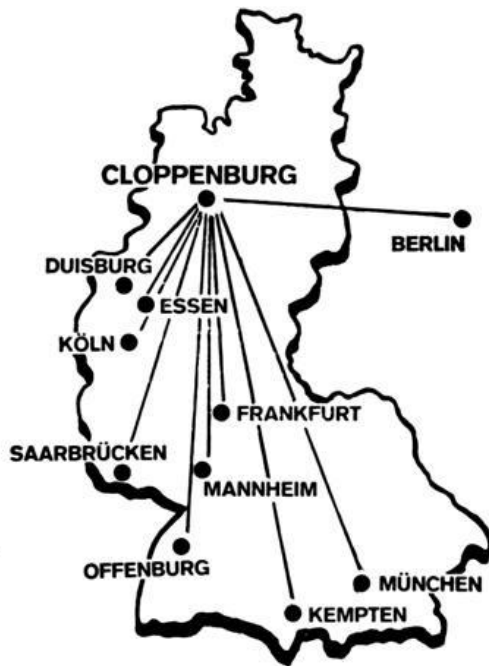 CLOPPENBURG
BERLIN
DUISBURG
ESSEN
KÖLN
FRANKFURT
SAARBRÜCKEN
MANNHEIM
OFFENBURG
MÜNCHEN
KEMPTEN